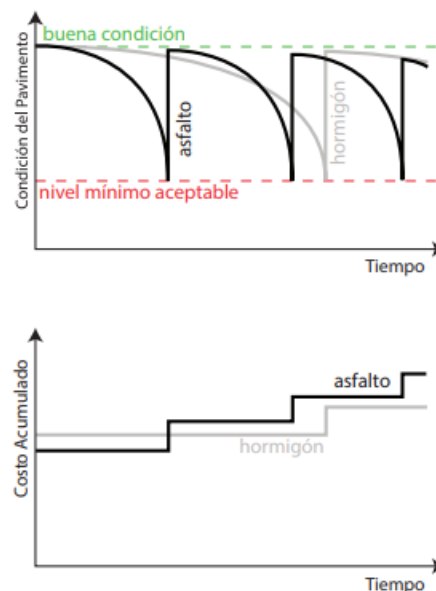 buena condición
Condición del Pavimento
asfalto
hormigón
nivel mínimo aceptable
Tiempo
asfalto
Costo Acumulado
hormigón
Tiempo